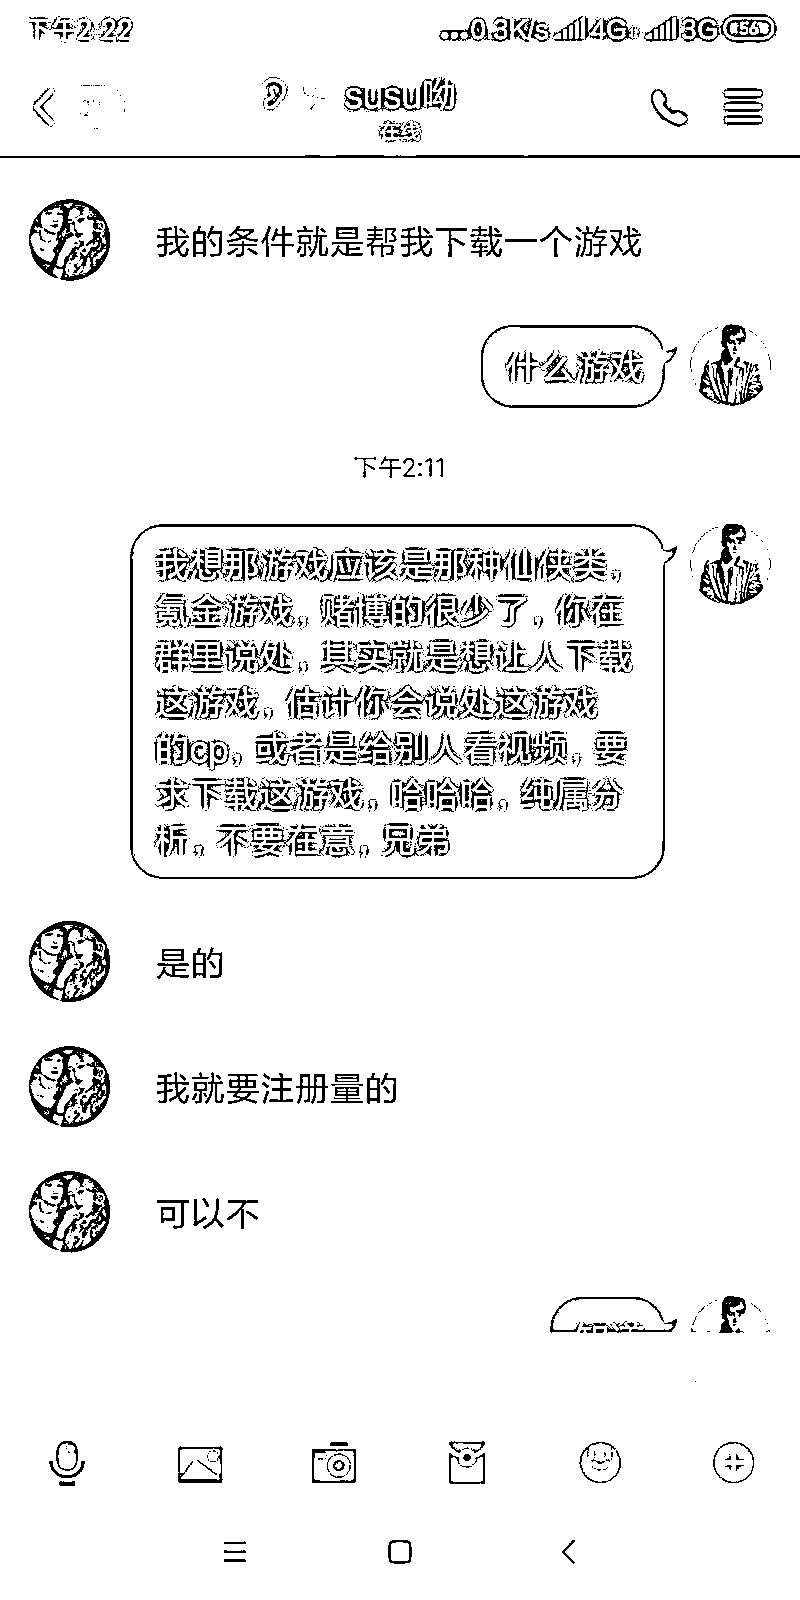 下午2:22
0.3K/s 4G 3G 56
susu呦
在线
我的条件就是帮我下载一个游戏
什么游戏
下午2:11
我想那游戏应该是那种仙侠类，
氪金游戏，赌博的很少了，你在
群里说处，其实就是想让人下载
这游戏，估计你会说处这游戏
的cp，或者是给别人看视频，要
求下载这游戏，哈哈哈，纯属分
析，不要在意，兄弟
是的
我就要注册量的
可以不